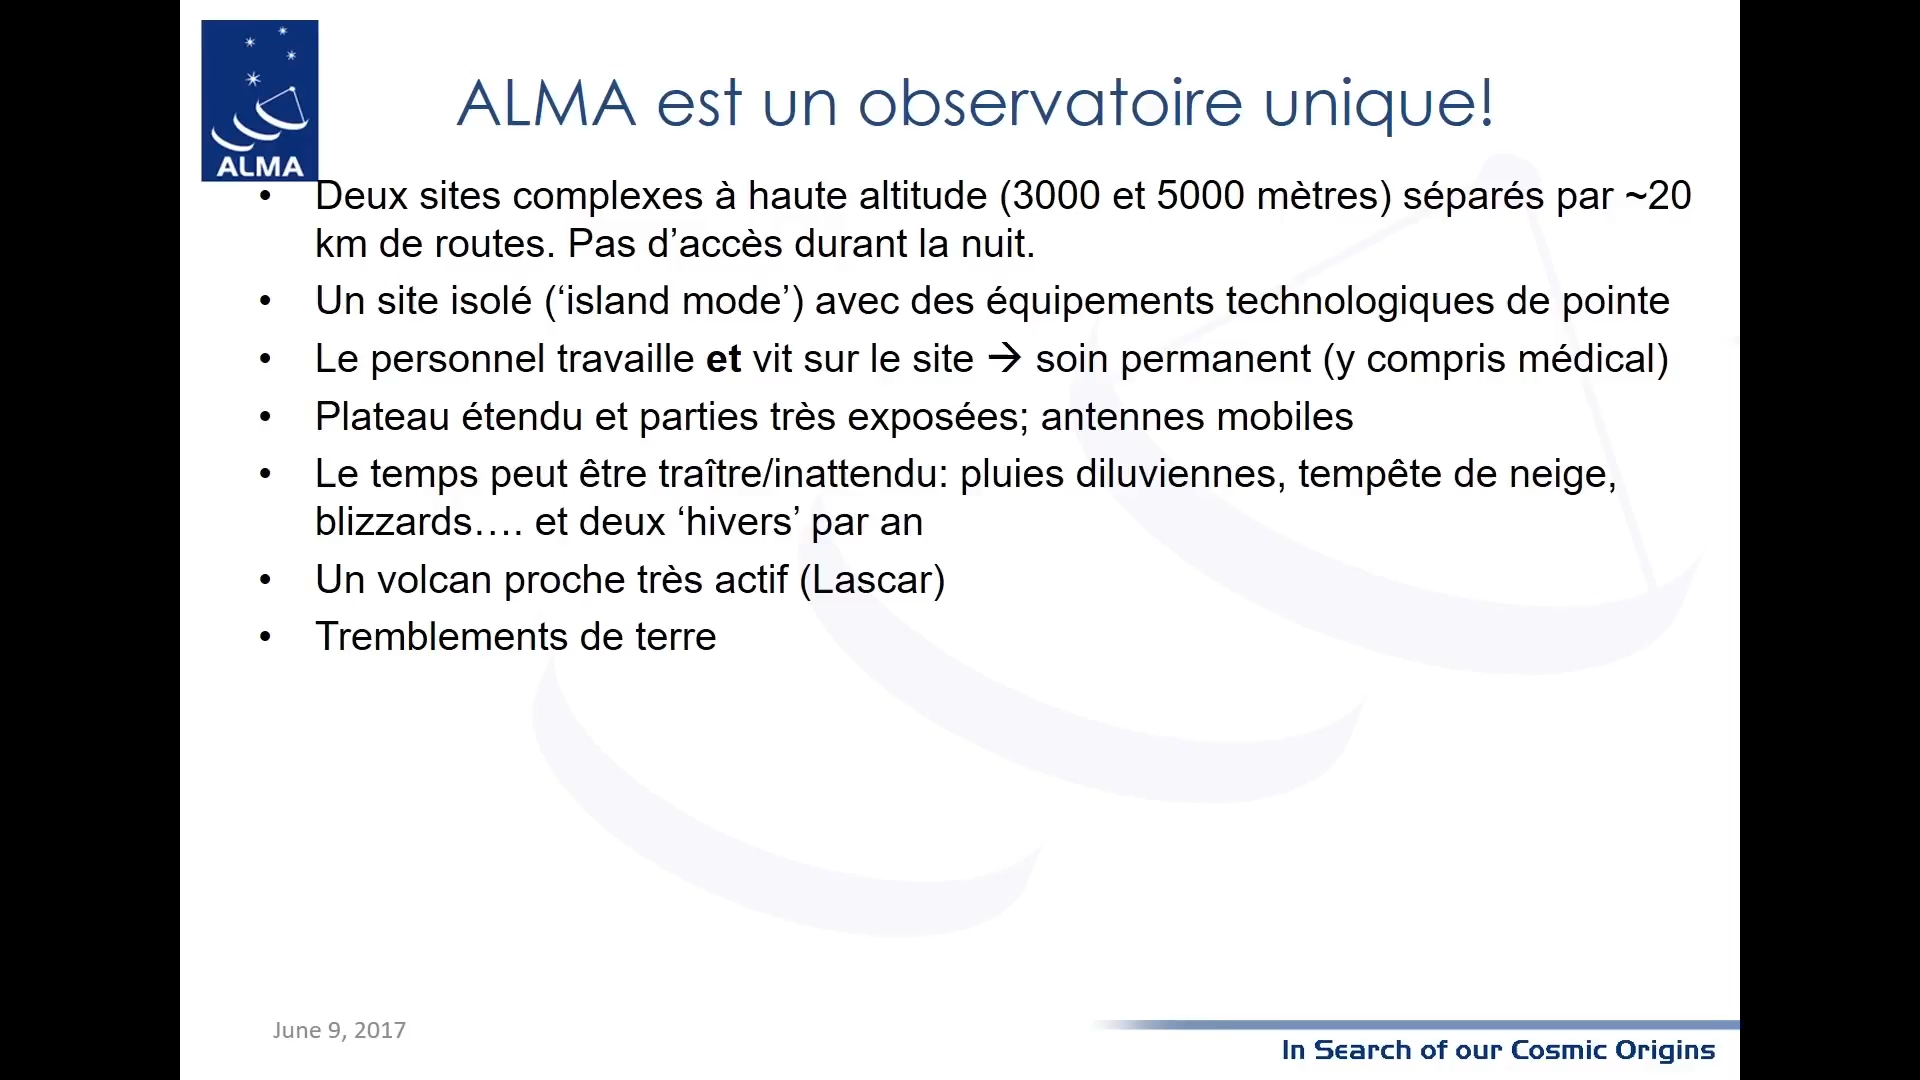 ALMA
ALMA est un observatoire unique!
• Deux sites complexes à haute altitude (3000 et 5000 mètres) séparés par ~20
km de routes. Pas d’accès durant la nuit.
• Un site isolé (‘island mode’) avec des équipements technologiques de pointe
• Le personnel travaille et vit sur le site → soin permanent (y compris médical)
• Plateau étendu et parties très exposées; antennes mobiles
• Le temps peut être traître/inattendu: pluies diluviennes, tempête de neige,
blizzards…. et deux ‘hivers’ par an
• Un volcan proche très actif (Lascar)
• Tremblements de terre
June 9, 2017
In Search of our Cosmic Origins